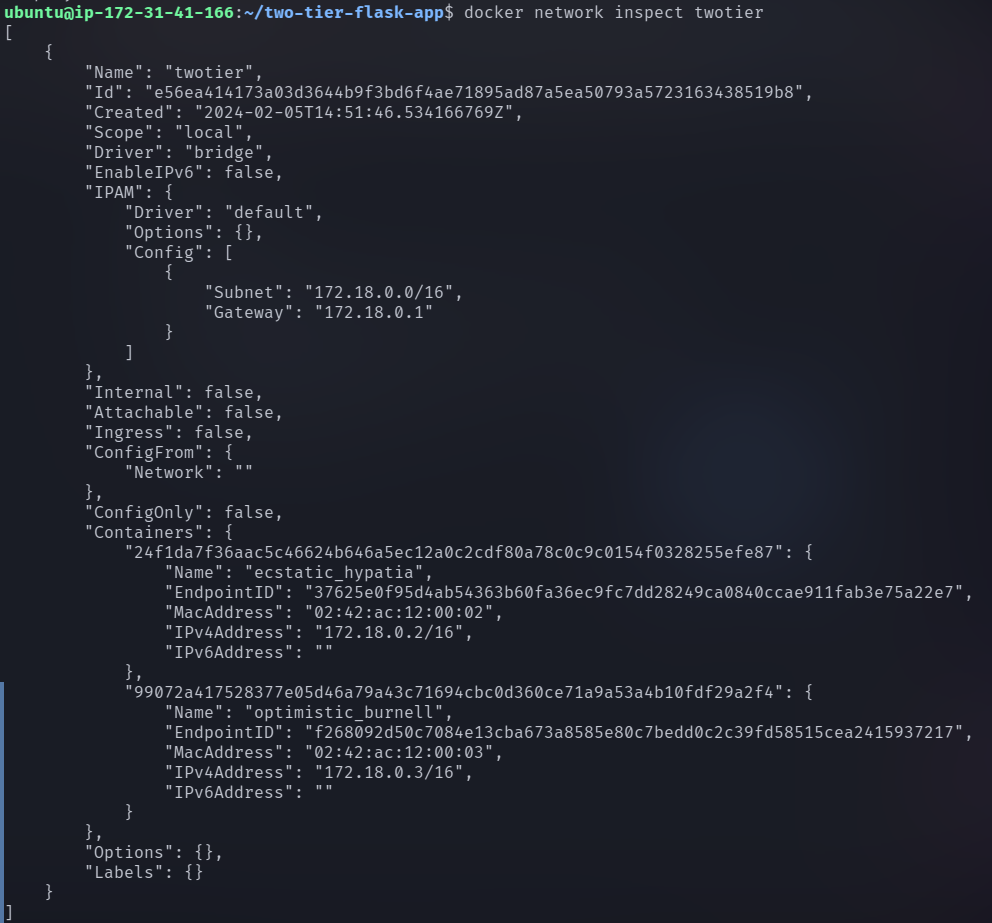 ubuntu@ip-172-31-41-166:~/two-tier-flask-app$ docker network inspect twotier
[
    {
        "Name": "twotier",
        "Id": "e56ea414173a03d3644b9f3bd6f4ae71895ad87a5ea50793a5723163438519b8",
        "Created": "2024-02-05T14:51:46.534166769Z",
        "Scope": "local",
        "Driver": "bridge",
        "EnableIPv6": false,
        "IPAM": {
            "Driver": "default",
            "Options": {},
            "Config": [
                {
                    "Subnet": "172.18.0.0/16",
                    "Gateway": "172.18.0.1"
                }
            ]
        },
        "Internal": false,
        "Attachable": false,
        "Ingress": false,
        "ConfigFrom": {
            "Network": ""
        },
        "ConfigOnly": false,
        "Containers": {
            "24f1da7f36aac5c46624b646a5ec12a0c2cdf80a78c0c9c0154f0328255efe87": {
                "Name": "ecstatic_hypatia",
                "EndpointID": "37625e0f95d4ab54363b60fa36ec9fc7dd28249ca0840ccae911fab3e75a22e7",
                "MacAddress": "02:42:ac:12:00:02",
                "IPv4Address": "172.18.0.2/16",
                "IPv6Address": ""
            },
            "99072a417528377e05d46a79a43c71694cbc0d360ce71a9a53a4b10fdf29a2f4": {
                "Name": "optimistic_burnell",
                "EndpointID": "f268092d50c7084e13cba673a8585e80c7bedd0c2c39fd58515cea2415937217",
                "MacAddress": "02:42:ac:12:00:03",
                "IPv4Address": "172.18.0.3/16",
                "IPv6Address": ""
            }
        },
        "Options": {},
        "Labels": {}
    }
]